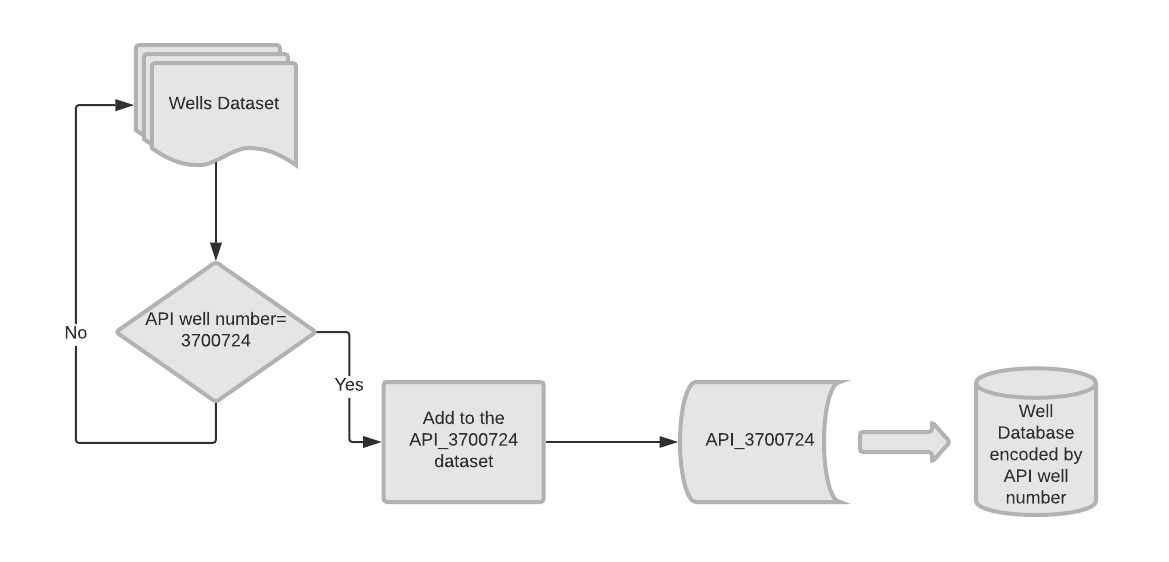 Wells Dataset
No
API well number=
3700724
Yes
Add to the
API_3700724
dataset
API_3700724
Well
Database
encoded by
API well
number